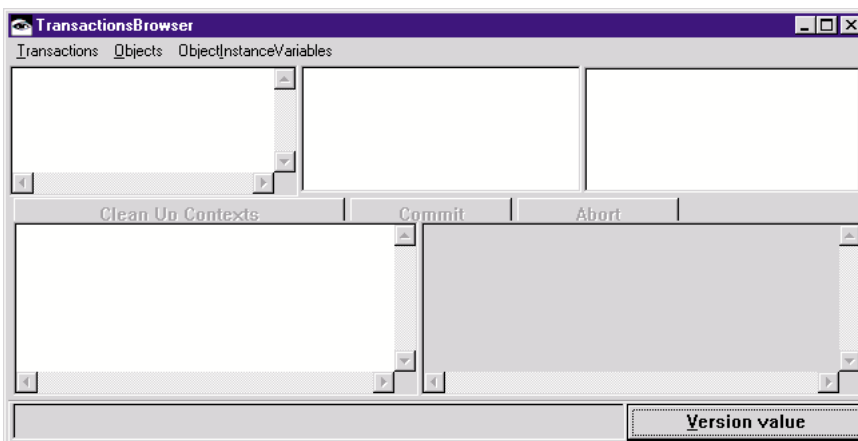 TransactionsBrowser
Transactions Objects ObjectInstanceVariables
Clean Up Contexts Commit Abort
Version value